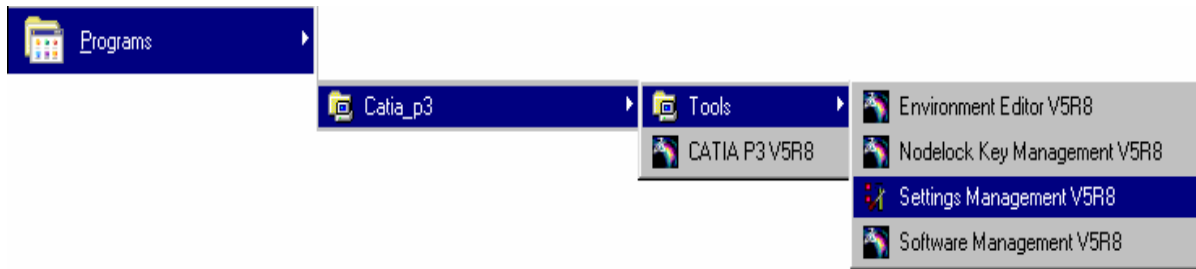 Programs
Catia_p3
Tools
CATIA P3 V5R8
Environment Editor V5R8
Nodelock Key Management V5R8
Settings Management V5R8
Software Management V5R8